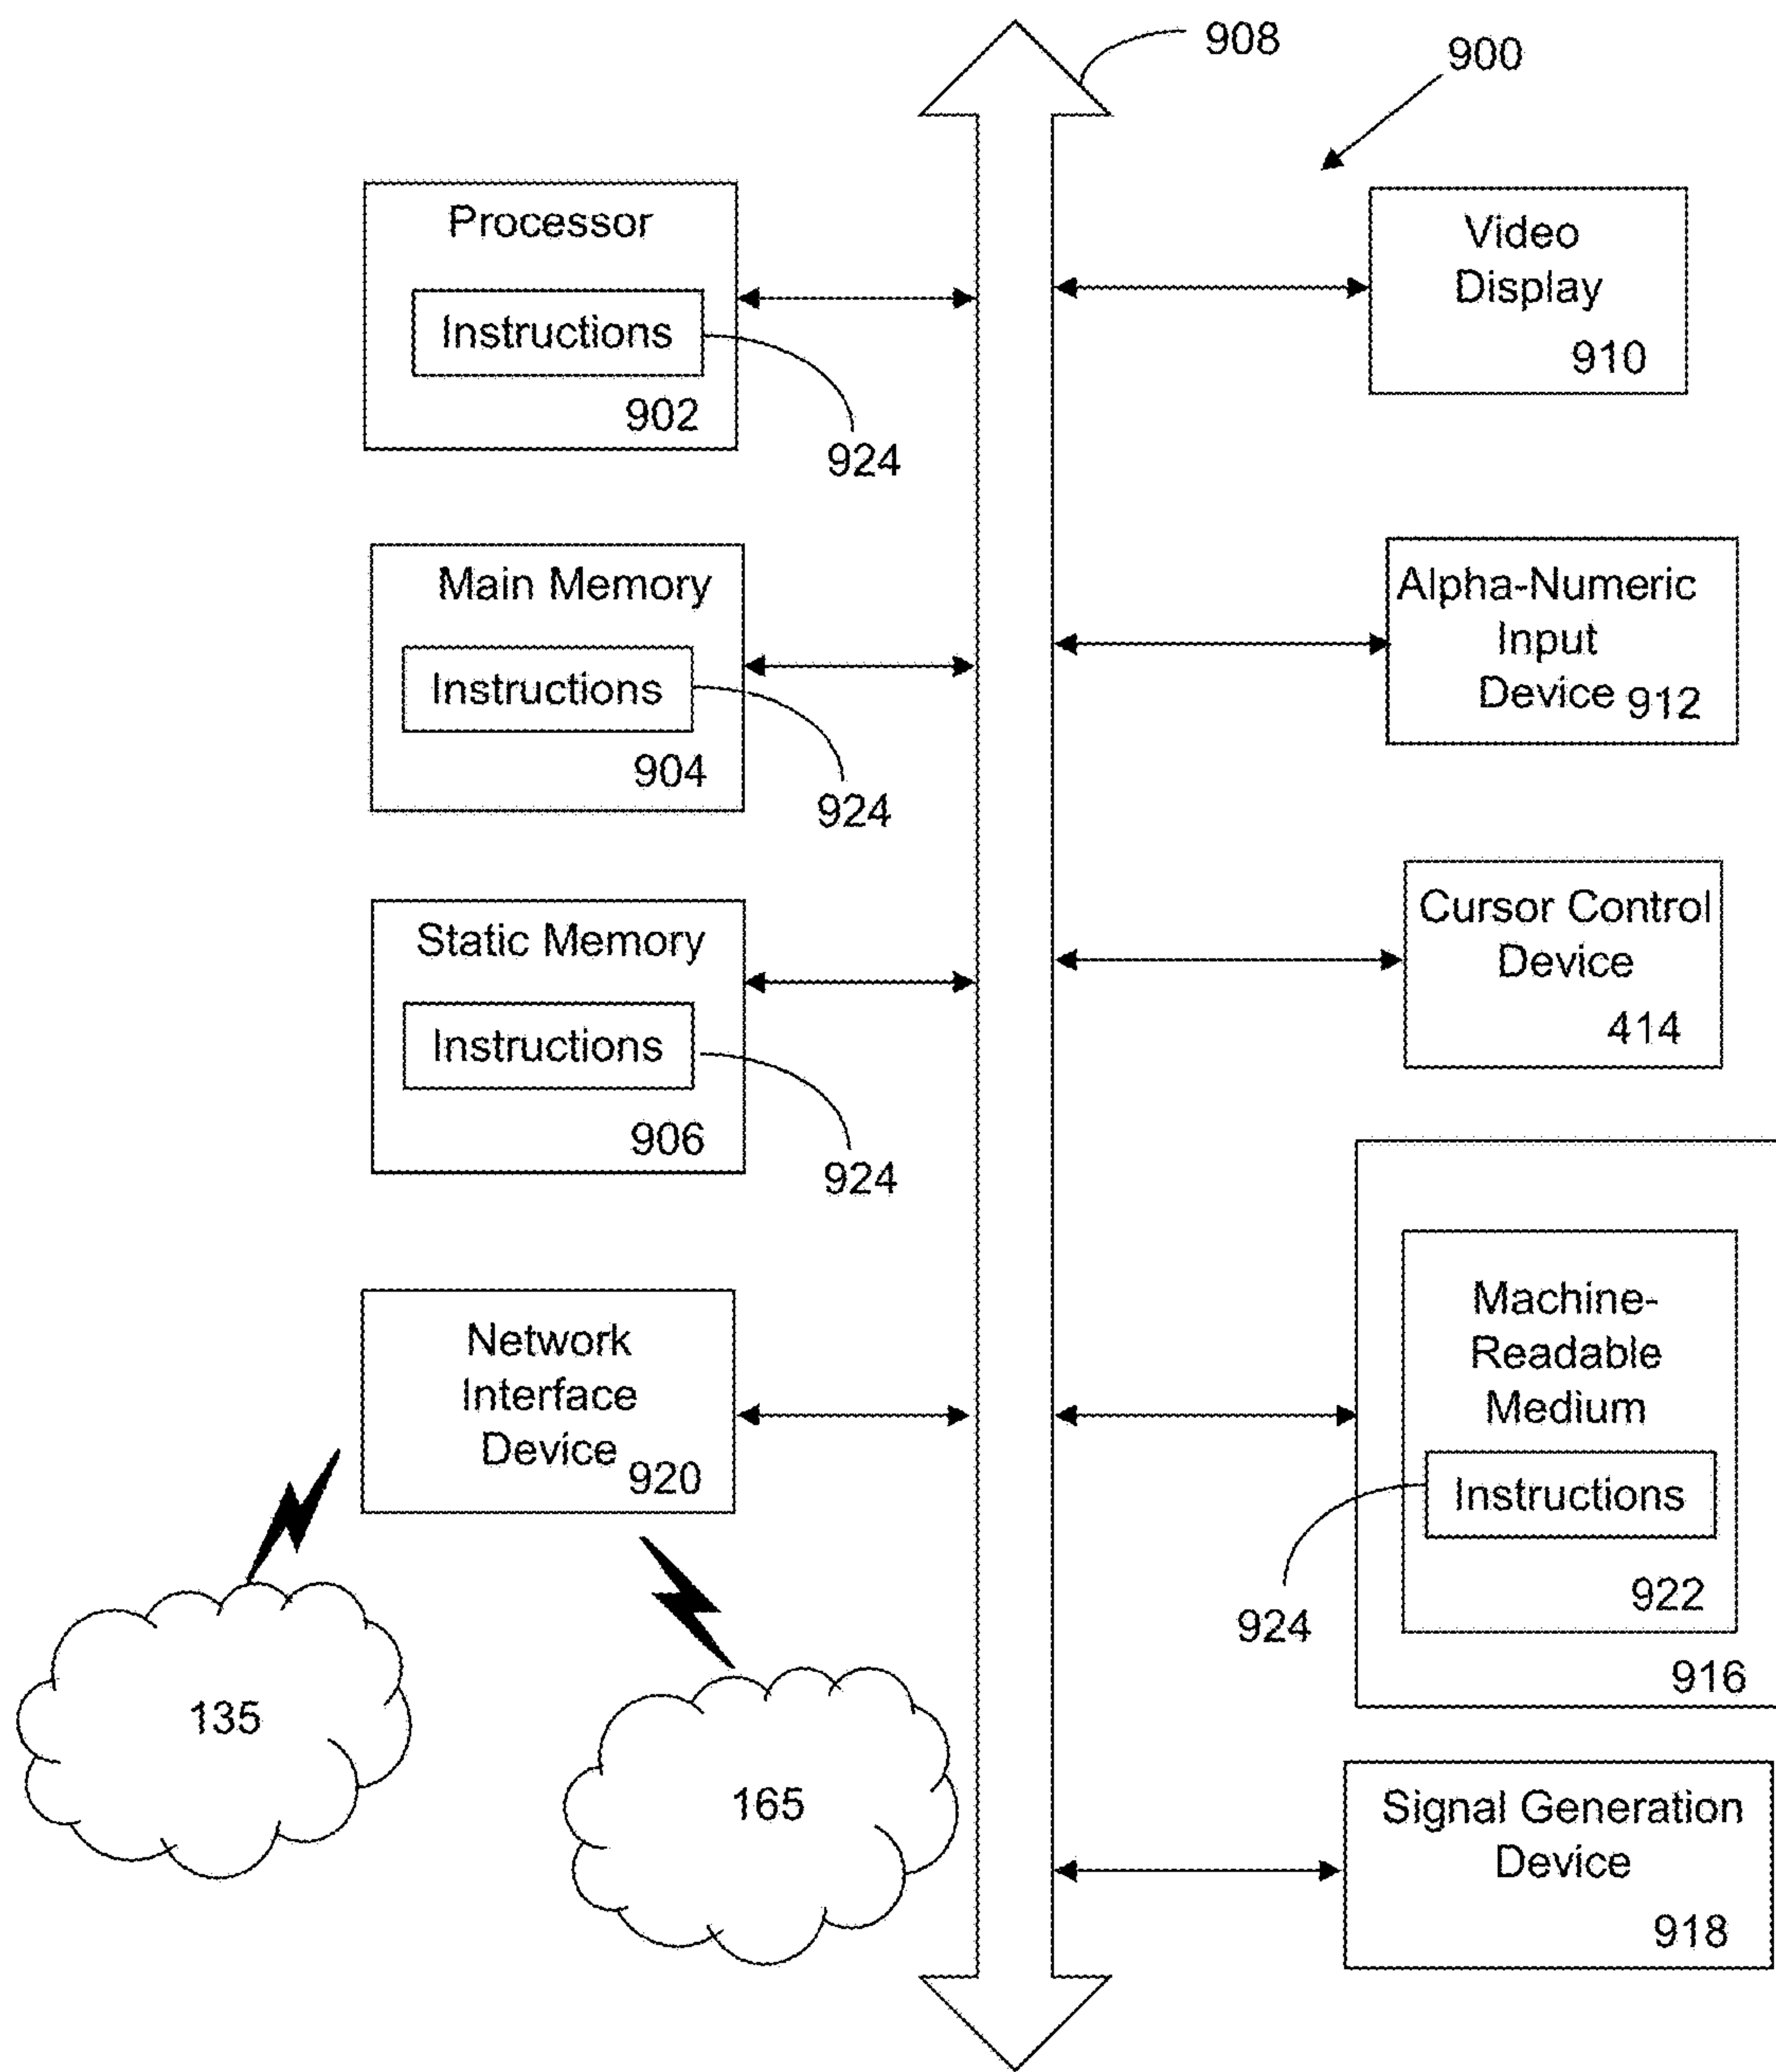 908
900
Processor
Instructions
902
924
Video
Display
910
Main Memory
Instructions
904
924
Alpha-Numeric
Input
Device 912
Static Memory
Instructions
906
924
Cursor Control
Device
414
Network
Interface
Device 920
Machine-
Readable
Medium
Instructions
922
924
916
135
165
Signal Generation
Device
918